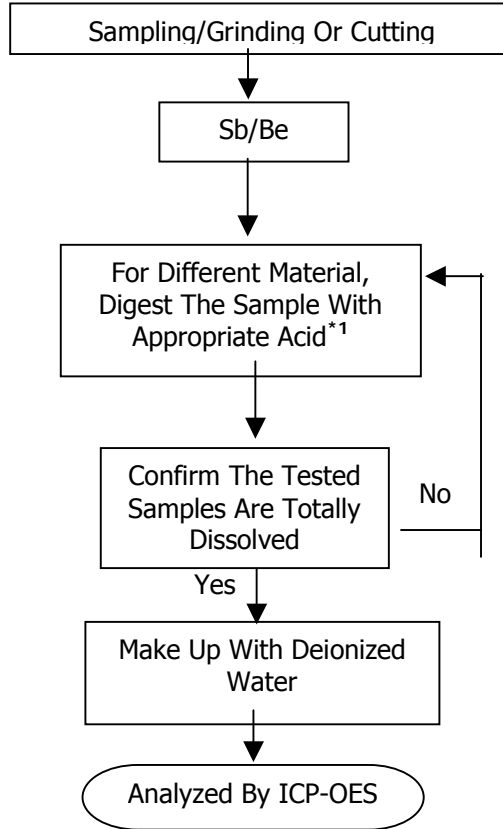 Sampling/Grinding Or Cutting
Sb/Be
For Different Material,
Digest The Sample With
Appropriate Acid*1
Confirm The Tested
Samples Are Totally
Dissolved
No
Yes
Make Up With Deionized
Water
Analyzed By ICP-OES